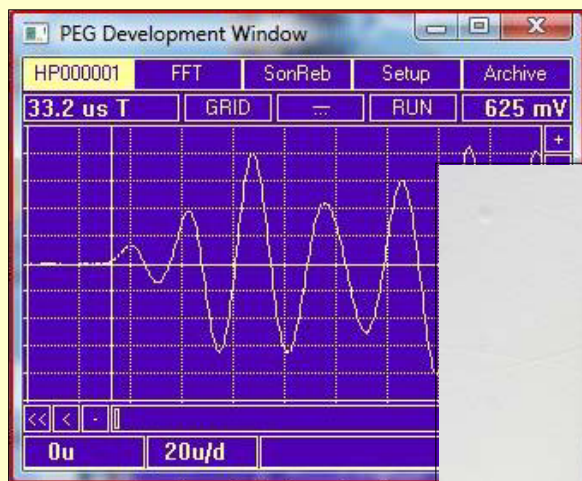 PEG Development Window
HP000001 FFT SonReb Setup Archive
33.2 us T GRID RUN 625 mV
+
<< < -
0u 20u/d